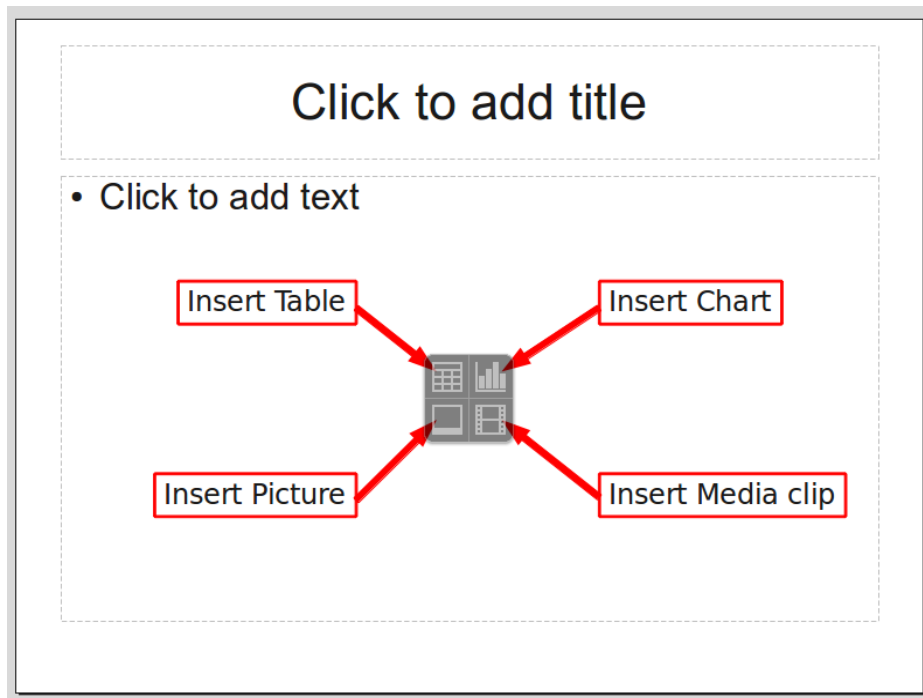 Click to add title
• Click to add text
Insert Table
Insert Chart
Insert Picture
Insert Media clip